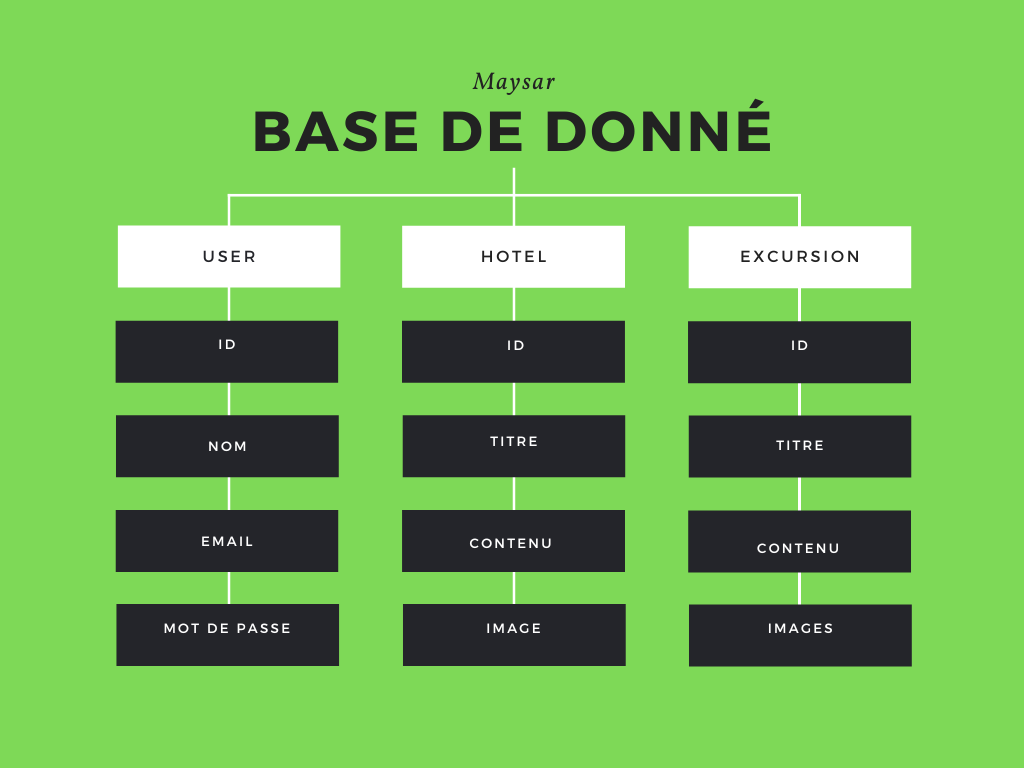 Maysar
BASE DE DONNÉ
USER
HOTEL
EXCURSION
ID
ID
ID
NOM
TITRE
TITRE
EMAIL
CONTENU
CONTENU
MOT DE PASSE
IMAGE
IMAGES